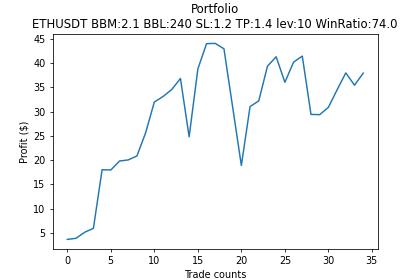 Portfolio
ETHUSDT BBM:2.1 BBL:240 SL:1.2 TP:1.4 lev:10 WinRatio:74.0
45
40
35
30
25
20
15
10
5
Profit ($)
0 5 10 15 20 25 30 35
Trade counts